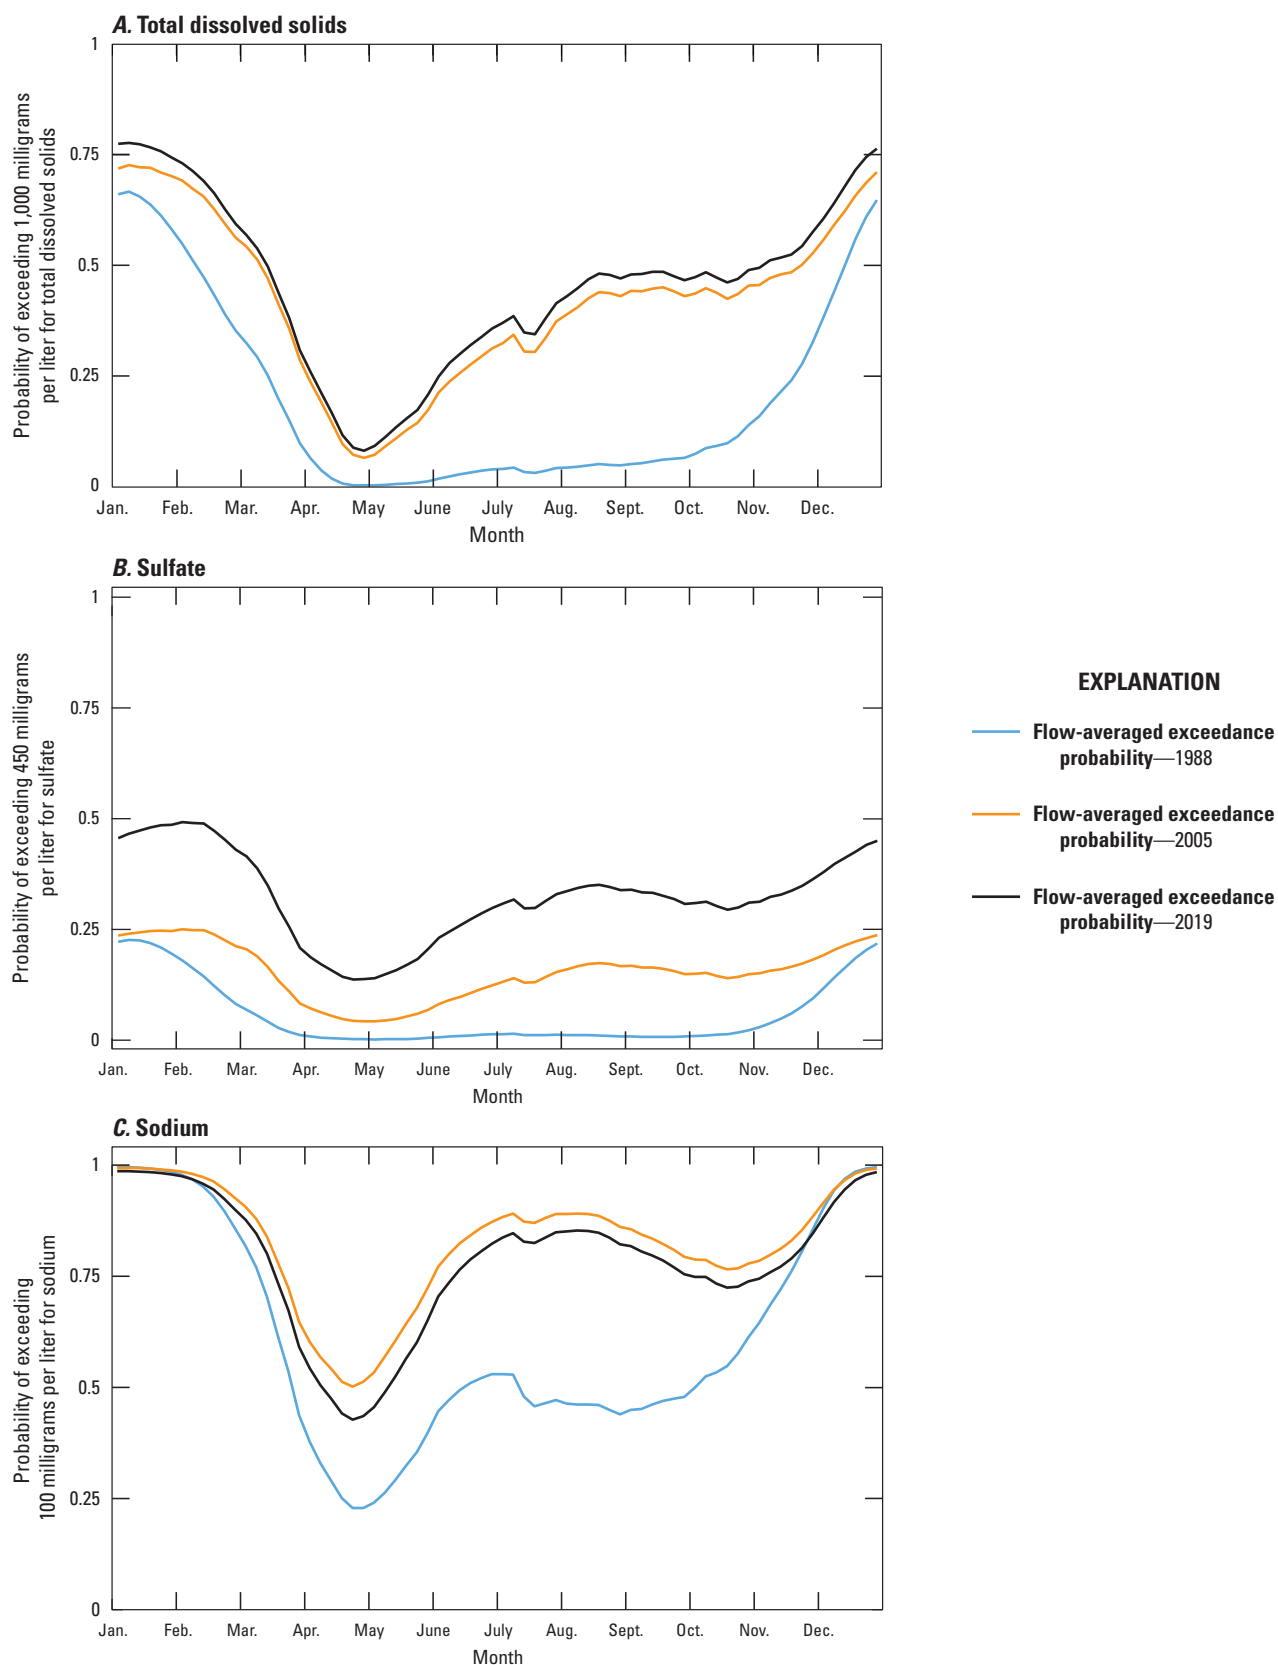 A. Total dissolved solids
Probability of exceeding 1,000 milligrams
per liter for total dissolved solids
1
0.75
0.5
0.25
0
Jan. Feb. Mar. Apr. May June July Aug. Sept. Oct. Nov. Dec.
Month
B. Sulfate
Probability of exceeding 450 milligrams
per liter for sulfate
1
0.75
0.5
0.25
0
Jan. Feb. Mar. Apr. May June July Aug. Sept. Oct. Nov. Dec.
Month
EXPLANATION
Flow-averaged exceedance
probability—1988
Flow-averaged exceedance
probability—2005
Flow-averaged exceedance
probability—2019
C. Sodium
Probability of exceeding
100 milligrams per liter for sodium
1
0.75
0.5
0.25
0
Jan. Feb. Mar. Apr. May June July Aug. Sept. Oct. Nov. Dec.
Month